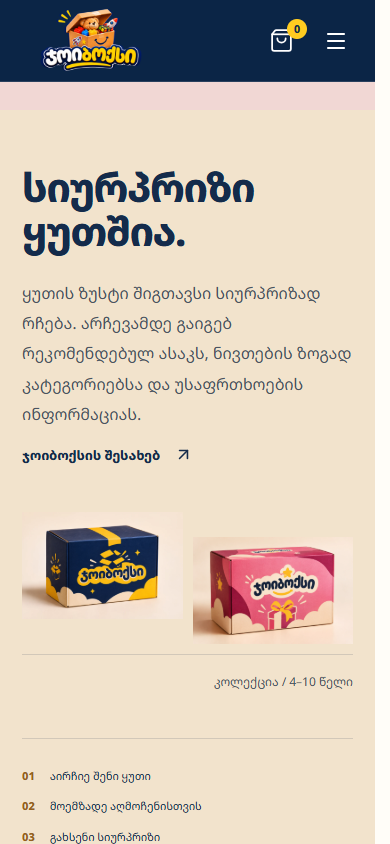 ჯოიბოქსი
0
სიურპრიზი
ყუთშია.
ყუთის ზუსტი შიგთავსი სიურპრიზად
რჩება. არჩევამდე გაიგებ
რეკომენდებულ ასაკს, ნივთების ზოგად
კატეგორიებსა და უსაფრთხოების
ინფორმაციას.
ჯოიბოქსის შესახებ
ჯოიბოქსი
ჯოიბოქსი
კოლექცია / 4–10 წელი
01 აირჩიე შენი ყუთი
02 მოემზადე აღმოჩენისთვის
03 გახსენი სიურპრიზი